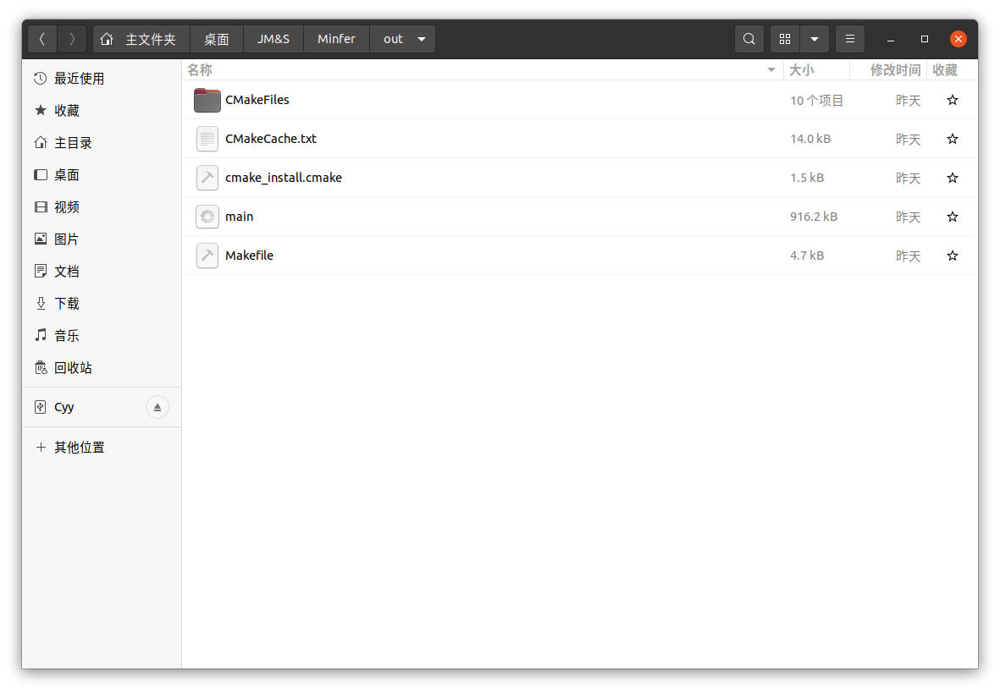 主文件夹 桌面 JM&S Minfer out
名称 大小 修改时间 收藏
最近使用
收藏
主目录
桌面
视频
图片
文档
下载
音乐
回收站
Cyy
其他位置
CMakeFiles 10 个项目 昨天
CMakeCache.txt 14.0 kB 昨天
cmake_install.cmake 1.5 kB 昨天
main 916.2 kB 昨天
Makefile 4.7 kB 昨天